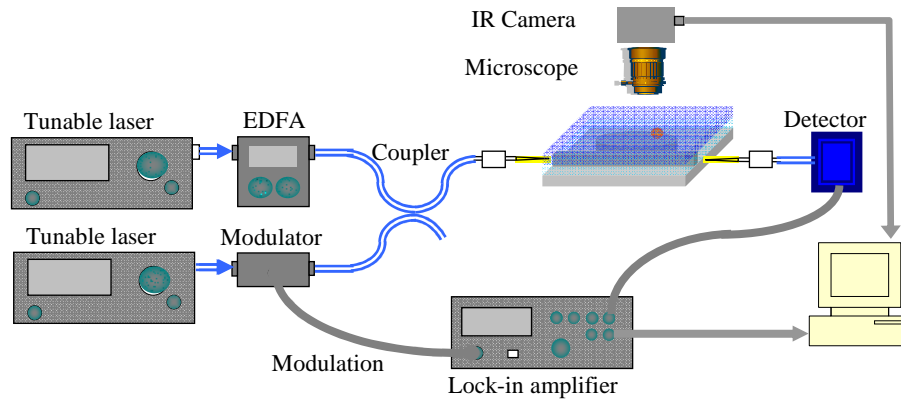 IR Camera
Microscope
Tunable laser
EDFA
Coupler
Detector
Tunable laser
Modulator
Modulation
Lock-in amplifier